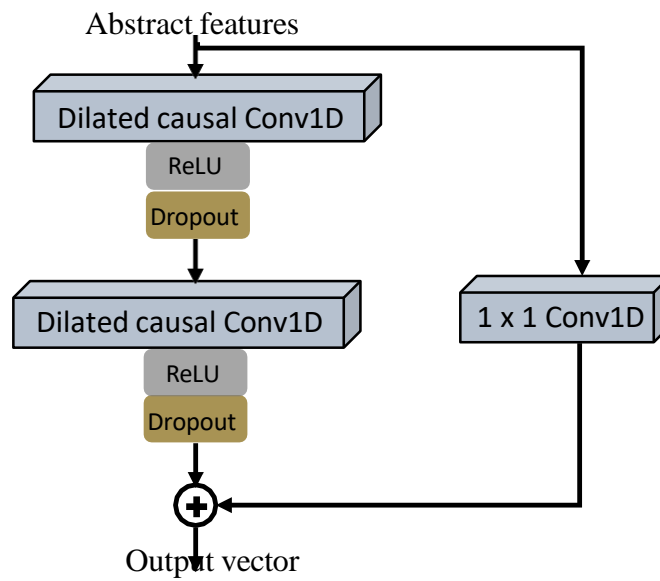 Abstract features
Dilated causal Conv1D
ReLU
Dropout
Dilated causal Conv1D
1 x 1 Conv1D
ReLU
Dropout
+
Output vector